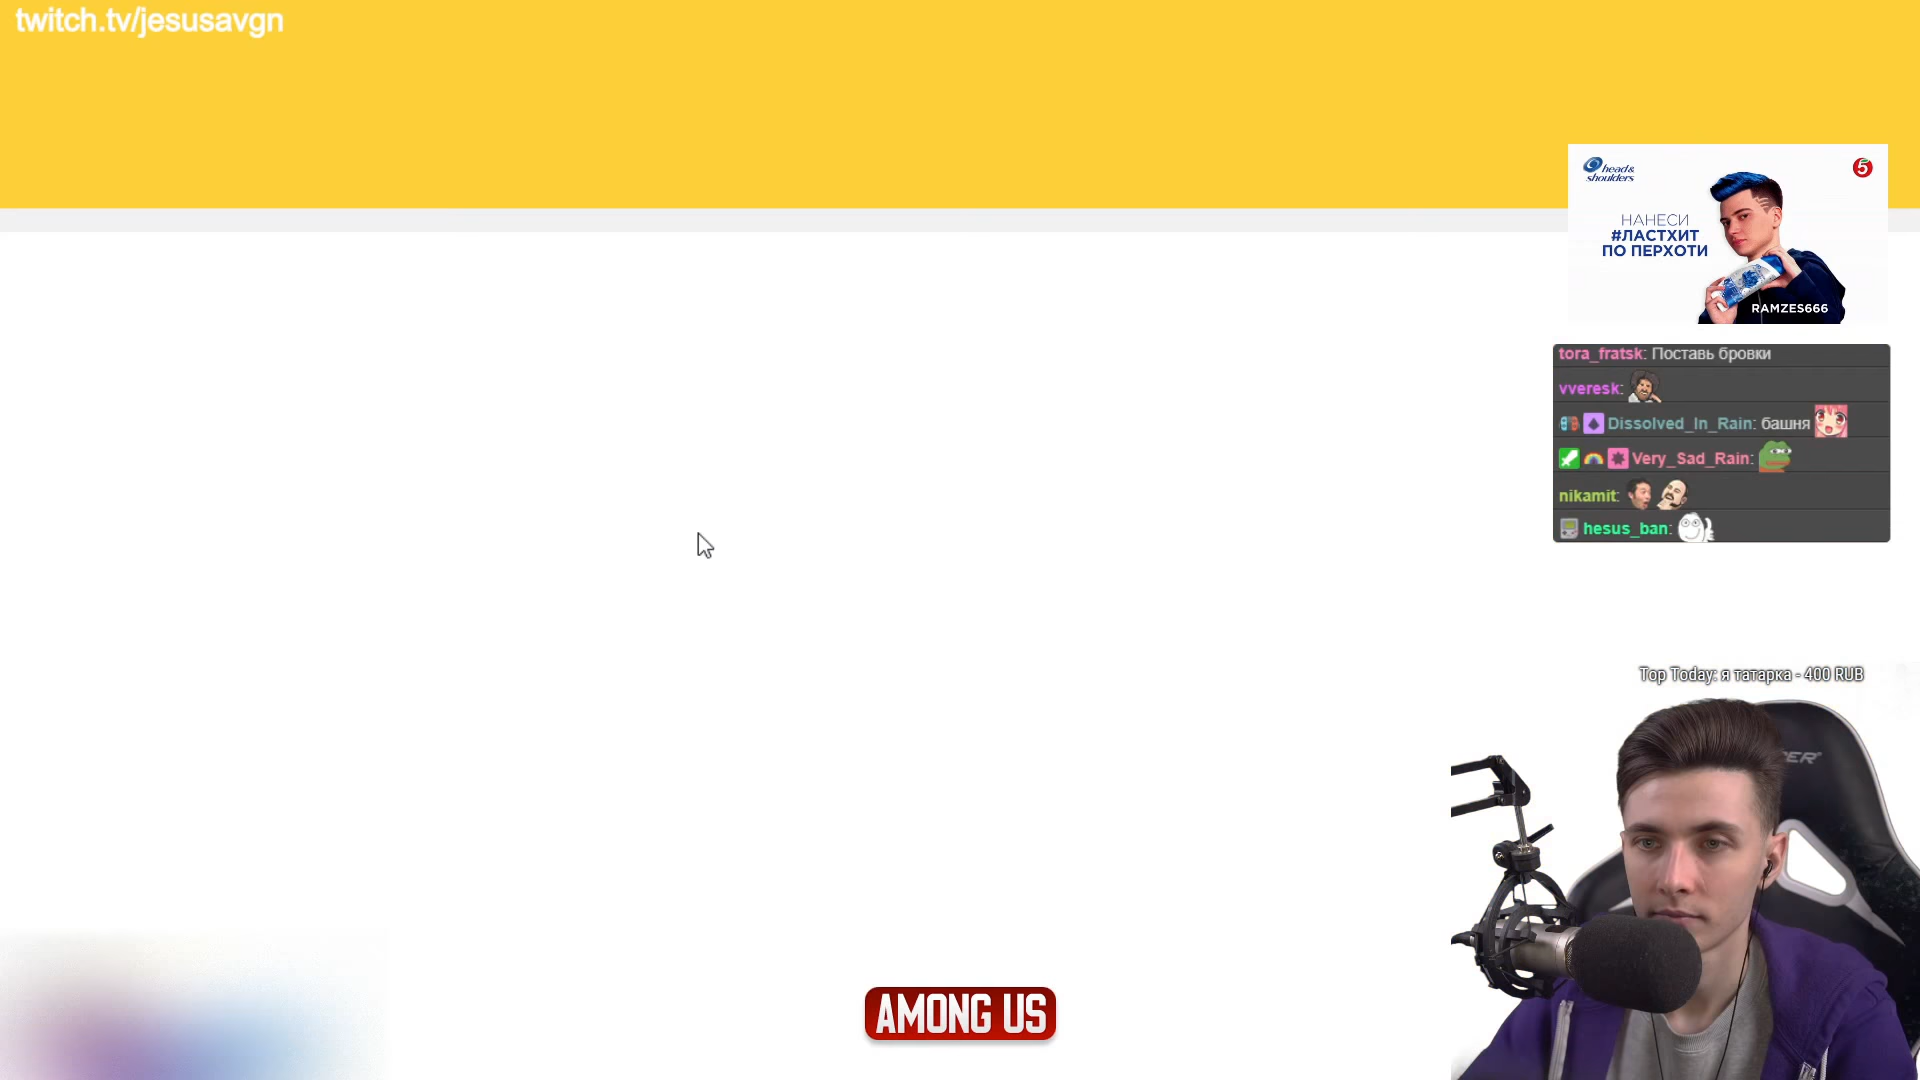 twitch.tv/jesusavgn
head&
shoulders
5
НАНЕСИ
#ЛАСТХИТ
ПО ПЕРХОТИ
RAMZES666
tora_fratsk: Поставь бровки
vveresk:
Dissolved_In_Rain: башня
Very_Sad_Rain:
nikamit:
hesus_ban:
Top Today: я татарка - 400 RUB
AMONG US